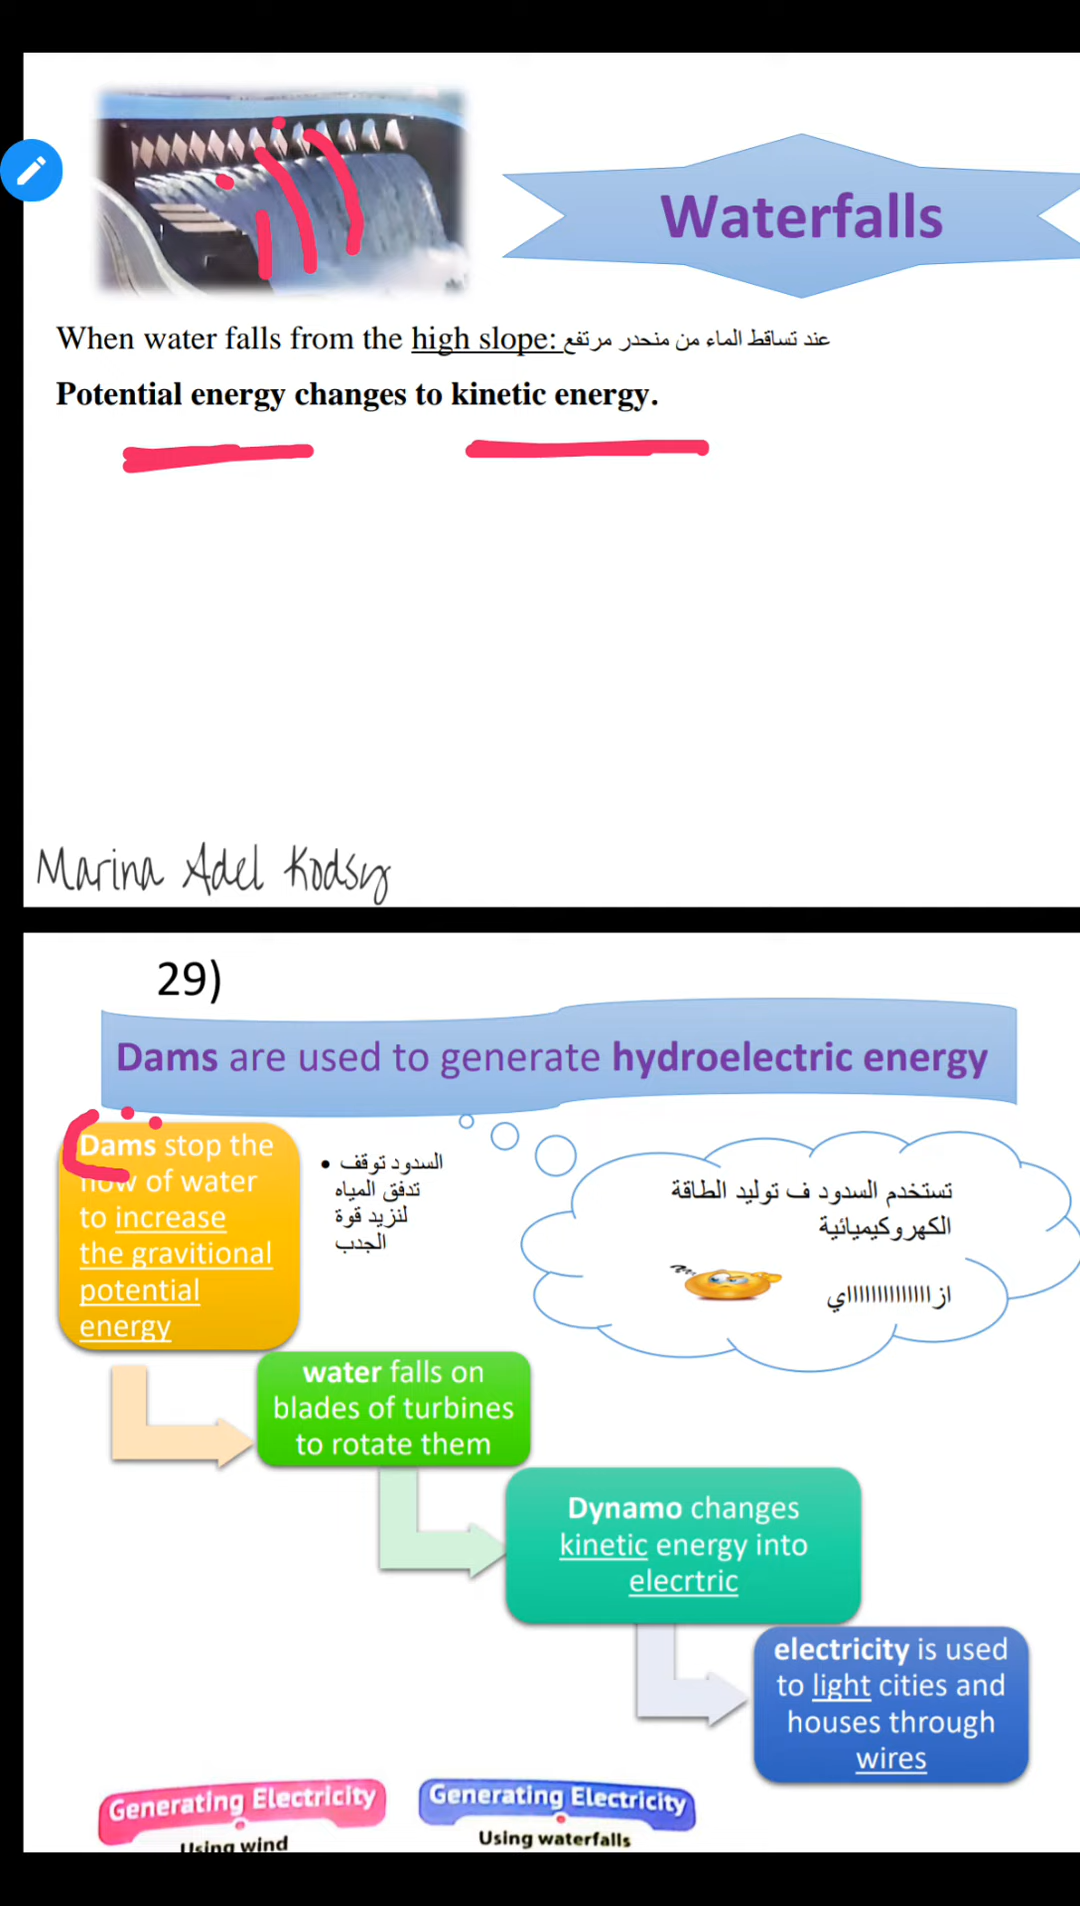 Waterfalls
When water falls from the high slope: عند تساقط الماء من منحدر مرتفع
Potential energy changes to kinetic energy.
Marina Adel Kodsy
29)
Dams are used to generate hydroelectric energy
Dams stop the
flow of water
to increase
the gravitional
potential
energy
• السدود توقف
تدفق المياه
لنزيد قوة
الجدب
تستخدم السدود ف توليد الطاقة
الكهروكيميائية
ازاااااااااااااااي
water falls on
blades of turbines
to rotate them
Dynamo changes
kinetic energy into
elecrtric
electricity is used
to light cities and
houses through
wires
Generating Electricity
Using wind
Generating Electricity
Using waterfalls